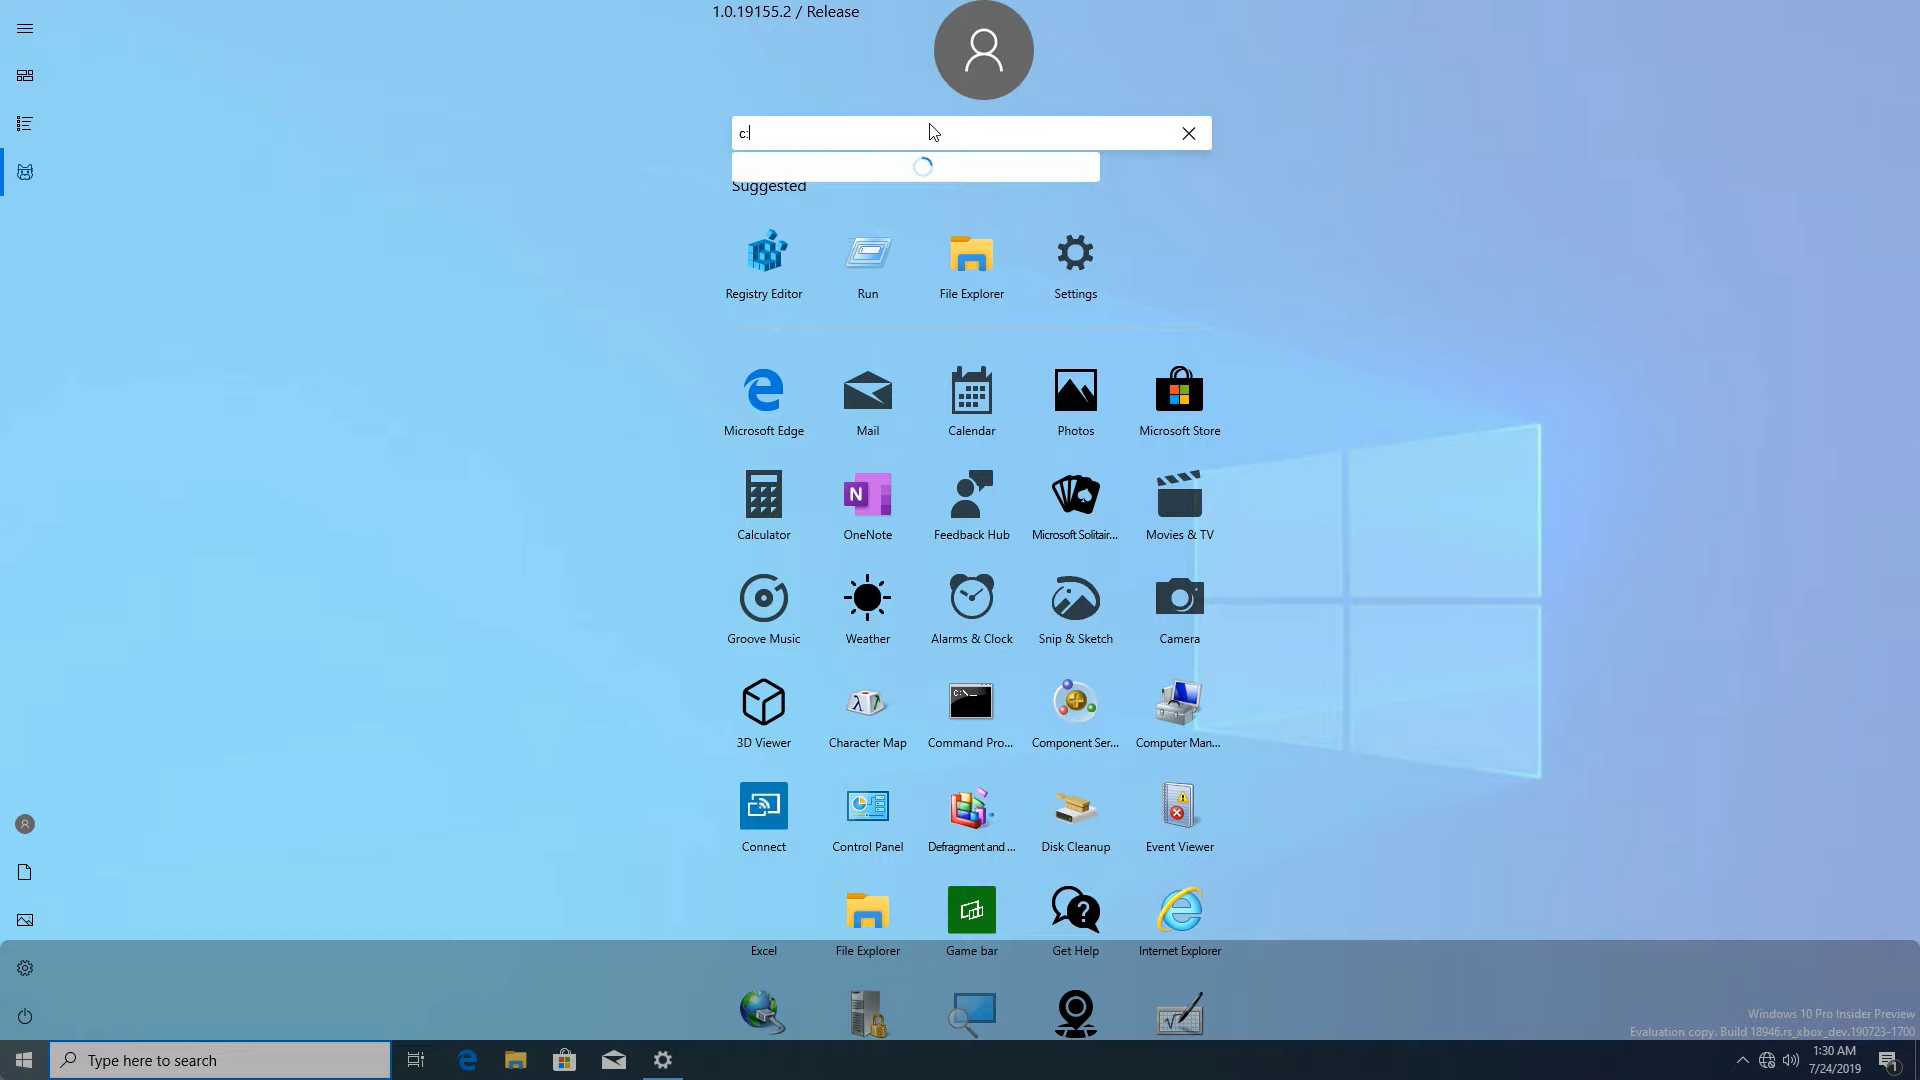 1.0.19155.2 / Release
c:
Suggested
Registry Editor
Run
File Explorer
Settings
Microsoft Edge
Mail
Calendar
Photos
Microsoft Store
Calculator
OneNote
Feedback Hub
Microsoft Solitair...
Movies & TV
Groove Music
Weather
Alarms & Clock
Snip & Sketch
Camera
3D Viewer
Character Map
Command Pro...
Component Ser...
Computer Man...
Connect
Control Panel
Defragment and ...
Disk Cleanup
Event Viewer
Excel
File Explorer
Game bar
Get Help
Internet Explorer
Windows 10 Pro Insider Preview
Evaluation copy. Build 18946.rs_xbox_dev.190723-1700
Type here to search
1:30 AM
7/24/2019
1